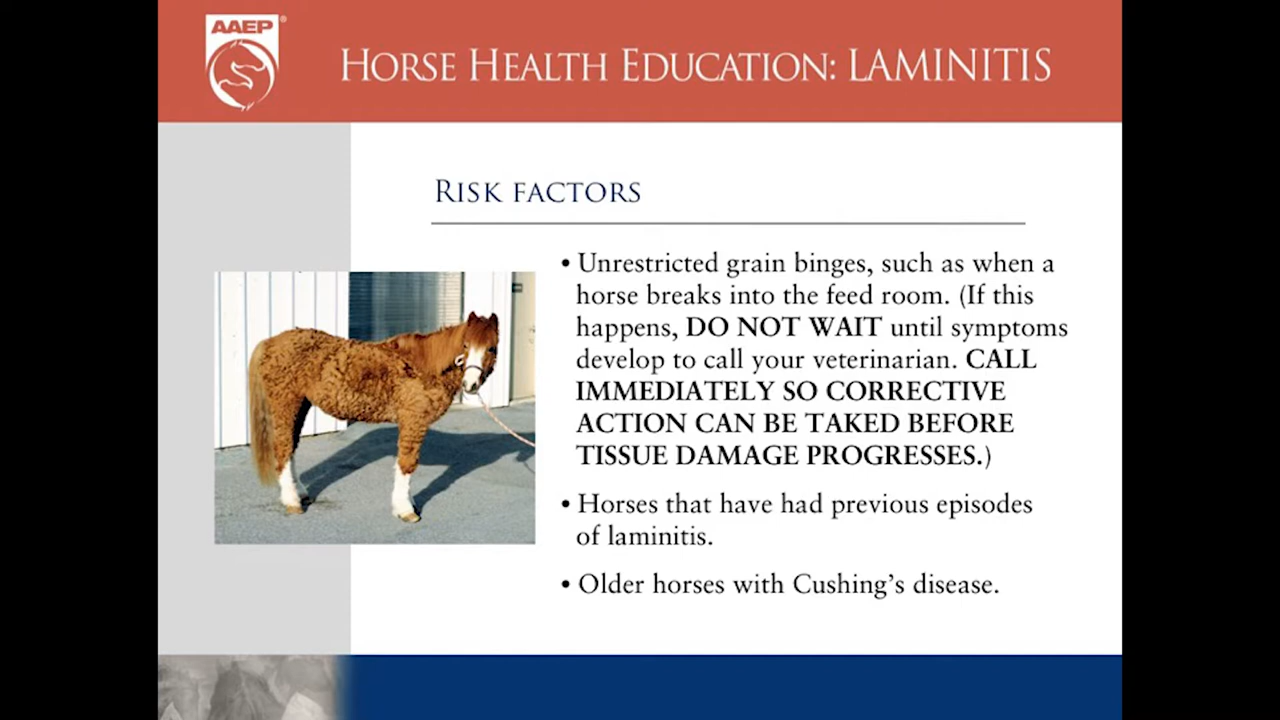 AAEP®
HORSE HEALTH EDUCATION: LAMINITIS
RISK FACTORS
• Unrestricted grain binges, such as when a
horse breaks into the feed room. (If this
happens, DO NOT WAIT until symptoms
develop to call your veterinarian. CALL
IMMEDIATELY SO CORRECTIVE
ACTION CAN BE TAKED BEFORE
TISSUE DAMAGE PROGRESSES.)
• Horses that have had previous episodes
of laminitis.
• Older horses with Cushing's disease.